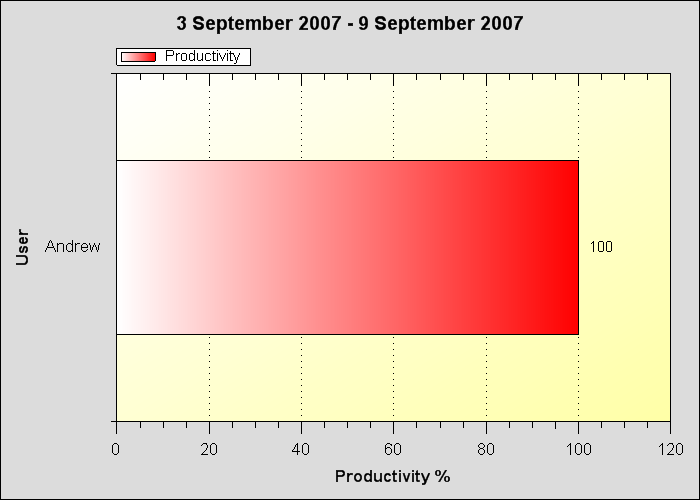 3 September 2007 - 9 September 2007
Productivity
User
Andrew
100
0 20 40 60 80 100 120
Productivity %